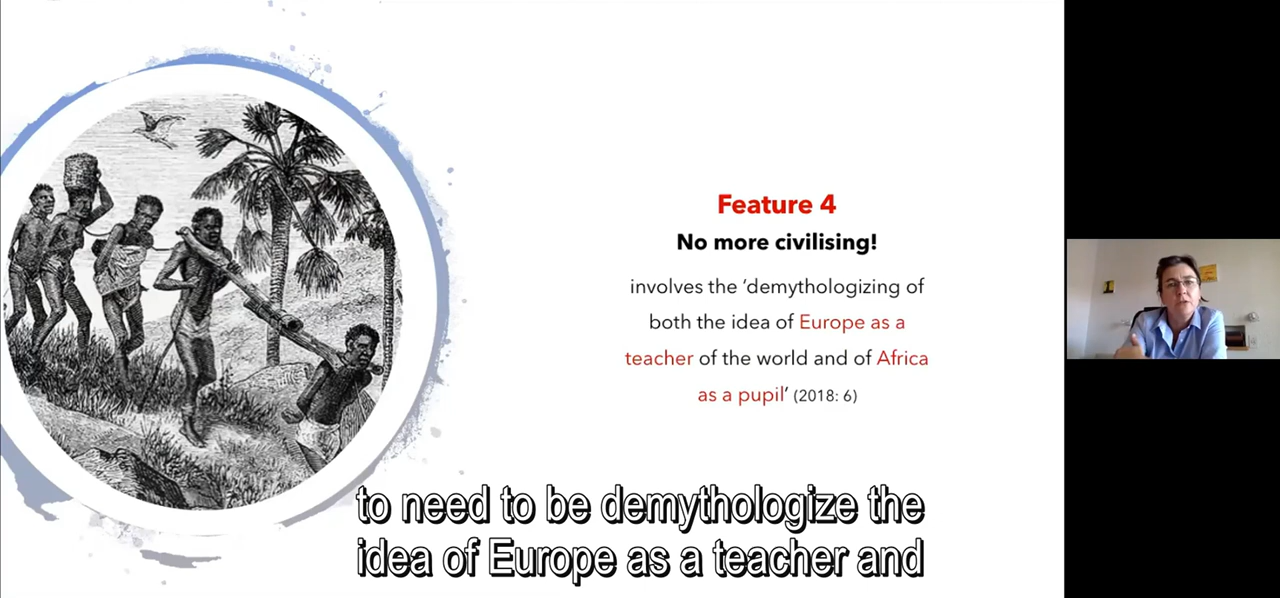 Feature 4
No more civilising!
involves the ‘demythologizing of
both the idea of Europe as a
teacher of the world and of Africa
as a pupil’ (2018: 6)
to need to be demythologize the
idea of Europe as a teacher and